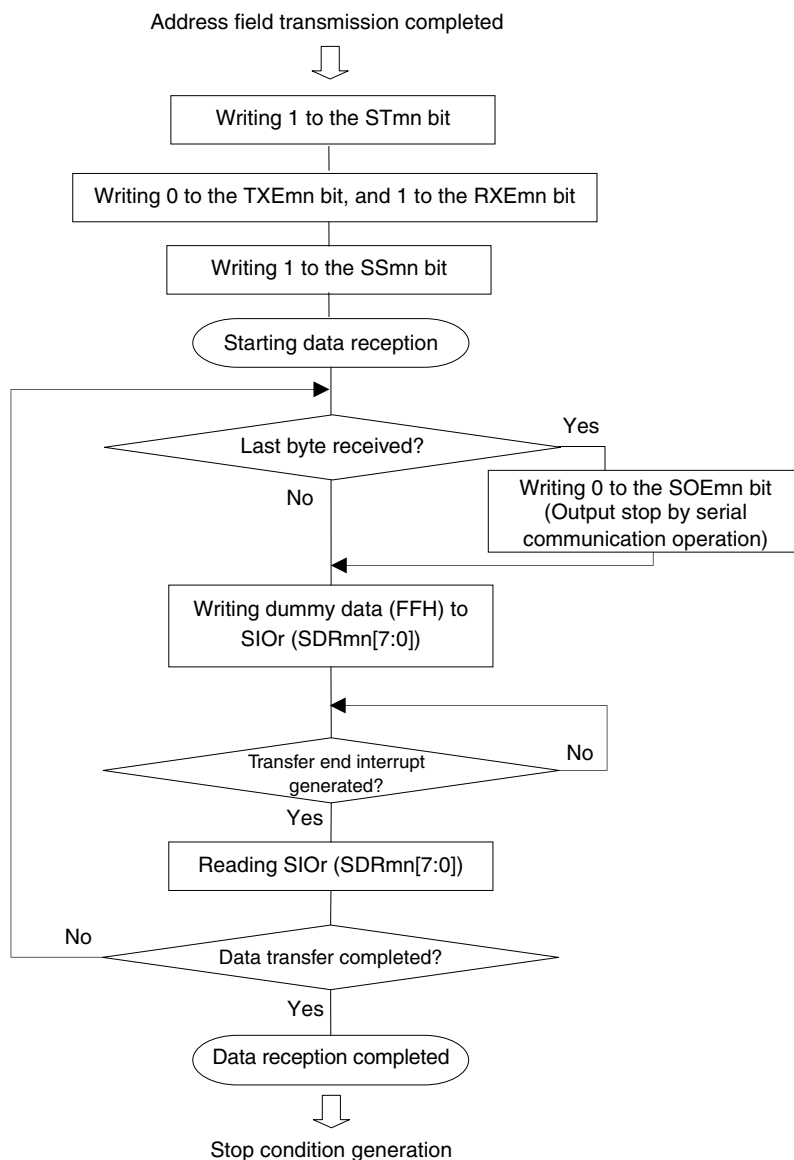 Address field transmission completed
Writing 1 to the STmn bit
Writing 0 to the TXEmn bit, and 1 to the RXEmn bit
Writing 1 to the SSmn bit
Starting data reception
Last byte received?
Yes
No
Writing 0 to the SOEmn bit
(Output stop by serial
communication operation)
Writing dummy data (FFH) to
SIOr (SDRmn[7:0])
Transfer end interrupt
generated?
No
Yes
Reading SIOr (SDRmn[7:0])
No
Data transfer completed?
Yes
Data reception completed
Stop condition generation